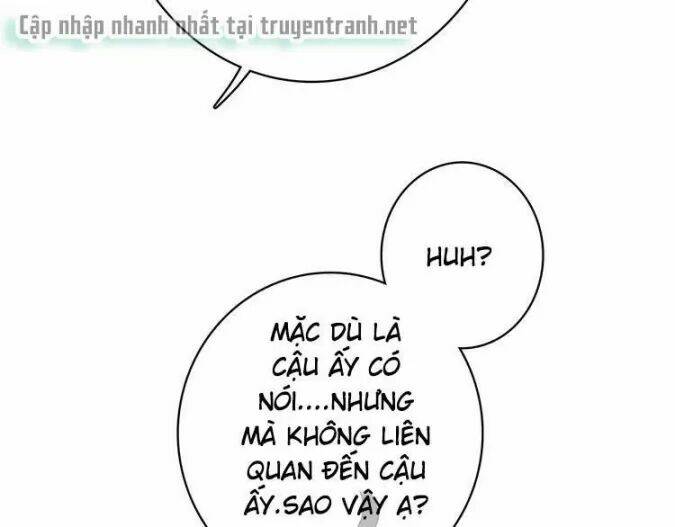 Cập nhập nhanh nhất tại truyentranh.net
HUH?
MẶC DÙ LÀ
CẬU ẤY CÓ
NÓI....NHƯNG
MÀ KHÔNG LIÊN
QUAN ĐẾN CẬU
ẤY.SAO VẬY Ạ?